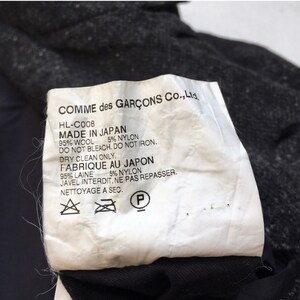 COMME des GARÇONS Co., Ltd.
HL-C008
MADE IN JAPAN
95% WOOL 5% NYLON
DO NOT BLEACH. DO NOT IRON.
DRY CLEAN ONLY.
FABRIQUE AU JAPON
95% LAINE 5% NYLON
JAVEL INTERDIT. NE PAS REPASSER.
NETTOYAGE A SEC.
P